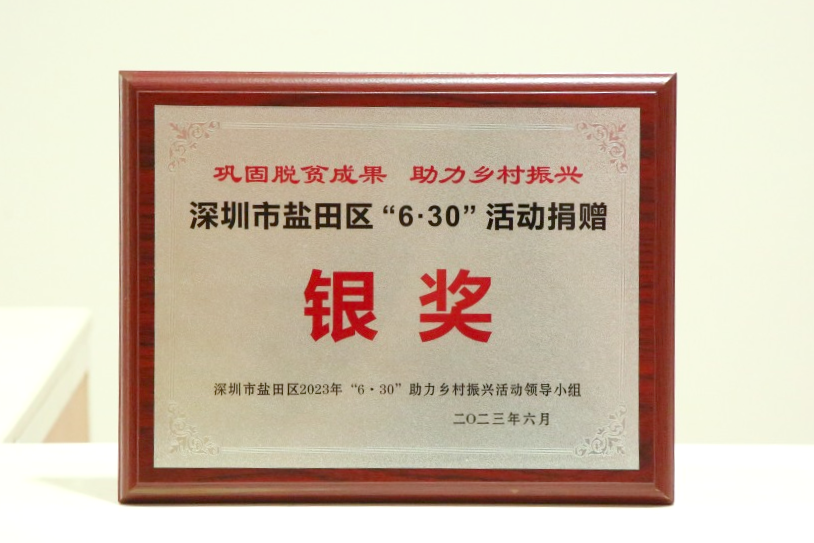 巩固脱贫成果 助力乡村振兴
深圳市盐田区“6·30”活动捐赠
银奖
深圳市盐田区2023年“6·30”助力乡村振兴活动领导小组
二〇二三年六月